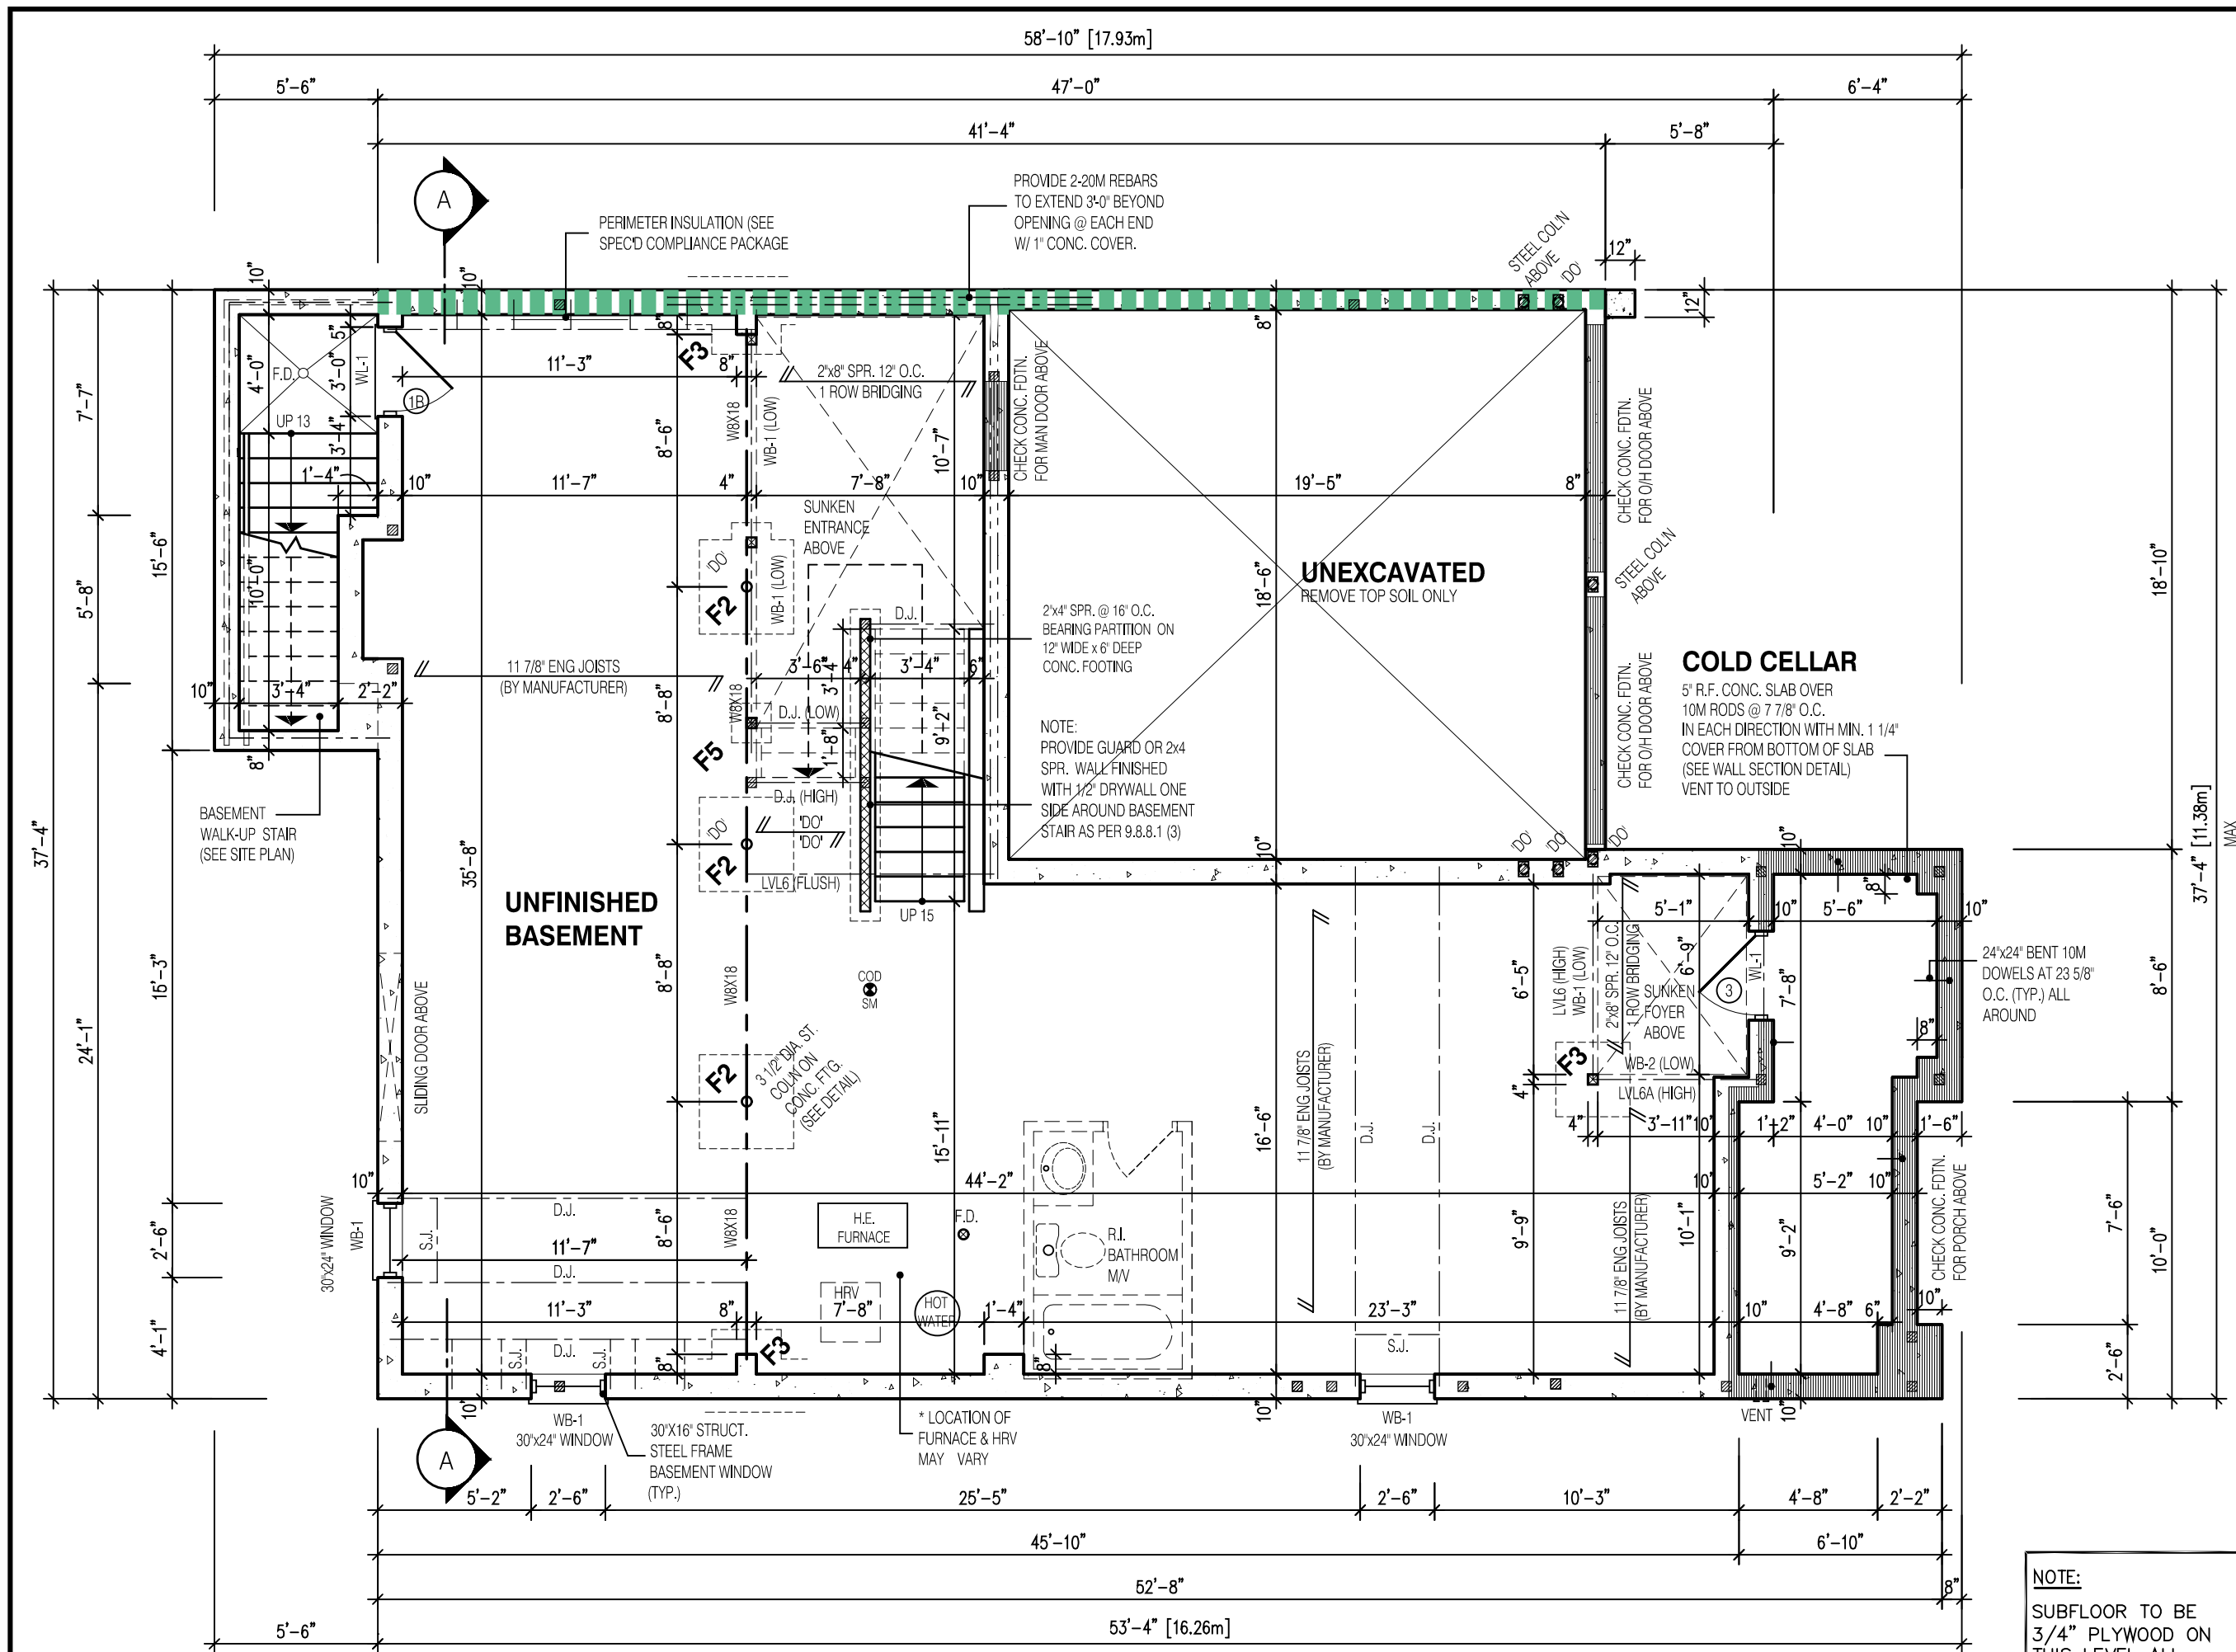 58'-10" [17.93m]
5'-6"
47'-0"
6'-4"
41'-4"
5'-8"
A
PERIMETER INSULATION (SEE
SPEC'D COMPLIANCE PACKAGE
PROVIDE 2-20M REBARS
TO EXTEND 3'-0" BEYOND
OPENING @ EACH END
W/ 1" CONC. COVER.
STEEL COL'N
ABOVE
'DO'
12"
12"
10"
10"
8"
8"
5"
4'-0"
3'-0"
WL-1
F.D.
1B
UP 13
3'-4"
1'-4"
10"
10'-0"
10"
3'-4"
2'-2"
8"
7'-7"
5'-8"
15'-6"
37'-4"
24'-1"
15'-3"
2'-6"
4'-1"
BASEMENT
WALK-UP STAIR
(SEE SITE PLAN)
11'-3"
8"
F3
8'-6"
W8X18
WB-1 (LOW)
2"x8" SPR. 12" O.C.
1 ROW BRIDGING
10'-7"
CHECK CONC. FDTN.
FOR MAN DOOR ABOVE
11'-7"
4"
7'-8"
10"
19'-5"
8"
SUNKEN
ENTRANCE
ABOVE
'DO'
F2
WB-1 (LOW)
D.J.
18'-6"
UNEXCAVATED
REMOVE TOP SOIL ONLY
CHECK CONC. FDTN.
FOR O/H DOOR ABOVE
STEEL COL'N
ABOVE
CHECK CONC. FDTN.
FOR O/H DOOR ABOVE
2"x4" SPR. @ 16" O.C.
BEARING PARTITION ON
12" WIDE x 6" DEEP
CONC. FOOTING
11 7/8" ENG JOISTS
(BY MANUFACTURER)
8'-8"
W8X18
3'-6"
4"
3'-4"
3'-4"
6"
D.J. (LOW)
1'-8"
9'-2"
F5
D.J. (HIGH)
'DO'
'DO'
'DO'
F2
LVL6 (FLUSH)
UP 15
NOTE:
PROVIDE GUARD OR 2x4
SPR. WALL FINISHED
WITH 1/2" DRYWALL ONE
SIDE AROUND BASEMENT
STAIR AS PER 9.8.8.1 (3)
10"
'DO'
'DO'
'DO'
COLD CELLAR
5" R.F. CONC. SLAB OVER
10M RODS @ 7 7/8" O.C.
IN EACH DIRECTION WITH MIN. 1 1/4"
COVER FROM BOTTOM OF SLAB
(SEE WALL SECTION DETAIL)
VENT TO OUTSIDE
18'-10"
37'-4" [11.38m]
MAX
8'-6"
7'-6"
10'-0"
2'-6"
35'-8"
UNFINISHED
BASEMENT
SLIDING DOOR ABOVE
8'-8"
W8X18
COD
SM
F2
3 1/2" DIA. ST.
COL'N ON
CONC. FTG.
(SEE DETAIL)
15'-11"
16'-6"
10"
8"
5'-1"
10"
5'-6"
10"
6'-5"
LVL6 (HIGH)
WB-1 (LOW)
2"x8" SPR. 12" O.C.
1 ROW BRIDGING
6'-9"
SUNKEN
FOYER
ABOVE
WL-1
3
7'-8"
24"x24" BENT 10M
DOWELS AT 23 5/8"
O.C. (TYP.) ALL
AROUND
8"
F3
WB-2 (LOW)
LVL6A (HIGH)
4"
4"
3'-11"
10"
1'-2"
4'-0"
10"
1'-6"
11 7/8" ENG JOISTS
(BY MANUFACTURER)
D.J.
D.J.
10"
44'-2"
10"
5'-2"
10"
CHECK CONC. FDTN.
FOR PORCH ABOVE
30"x24" WINDOW
WB-1
S.J.
D.J.
11'-7"
D.J.
8'-6"
W8X18
H.E.
FURNACE
F.D.
R.I.
BATHROOM
M/V
9'-9"
11 7/8" ENG JOISTS
(BY MANUFACTURER)
10'-1"
9'-2"
HRV
11'-3"
8"
7'-8"
HOT
WATER
1'-4"
23'-3"
10"
4'-8"
6"
10"
S.J.
D.J.
S.J.
8"
F3
8"
S.J.
10"
10"
10"
VENT
A
WB-1
30"x24" WINDOW
30"X16" STRUCT.
STEEL FRAME
BASEMENT WINDOW
(TYP.)
* LOCATION OF
FURNACE & HRV
MAY VARY
WB-1
30"x24" WINDOW
5'-2"
2'-6"
25'-5"
2'-6"
10'-3"
4'-8"
2'-2"
45'-10"
6'-10"
52'-8"
8"
5'-6"
53'-4" [16.26m]
NOTE:
SUBFLOOR TO BE
3/4" PLYWOOD ON